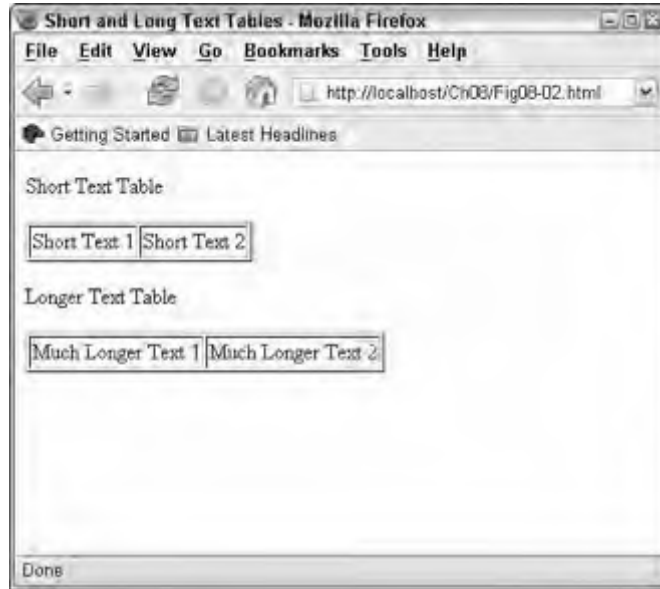 Short and Long Text Tables - Mozilla Firefox
File Edit View Go Bookmarks Tools Help
http://localhost/Ch08/Fig08-02.html
Getting Started Latest Headlines
Short Text Table
Short Text 1 Short Text 2
Longer Text Table
Much Longer Text 1 Much Longer Text 2
Done